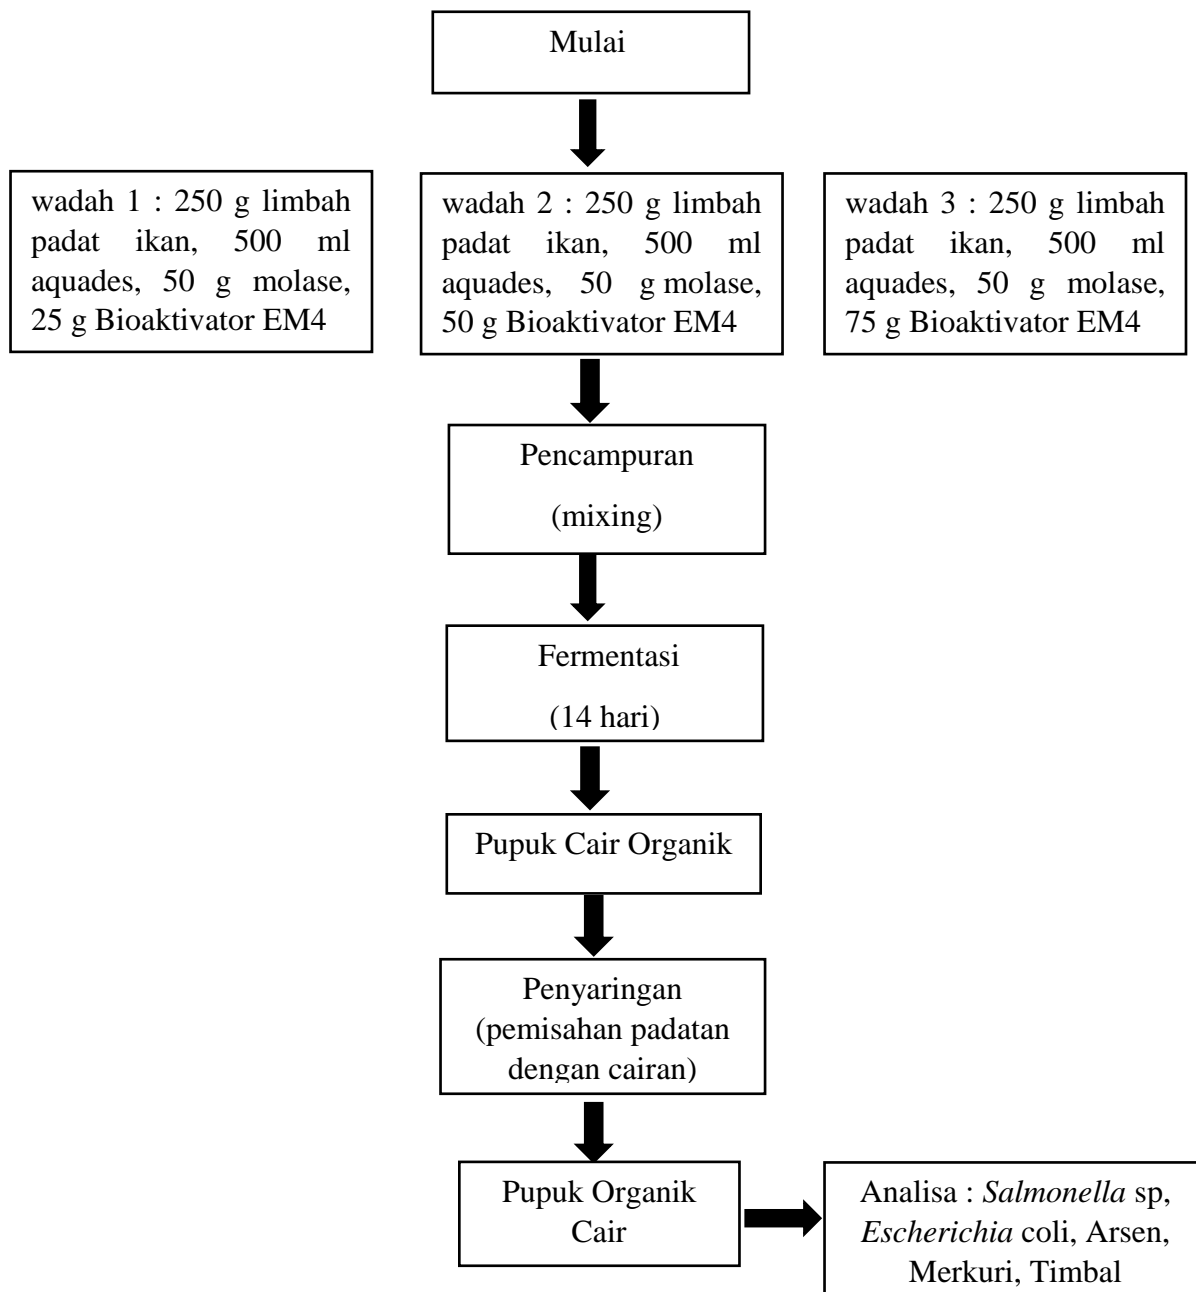 Mulai
wadah 1 : 250 g limbah
padat ikan, 500 ml
aquades, 50 g molase,
25 g Bioaktivator EM4
wadah 2 : 250 g limbah
padat ikan, 500 ml
aquades, 50 g molase,
50 g Bioaktivator EM4
wadah 3 : 250 g limbah
padat ikan, 500 ml
aquades, 50 g molase,
75 g Bioaktivator EM4
Pencampuran
(mixing)
Fermentasi
(14 hari)
Pupuk Cair Organik
Penyaringan
(pemisahan padatan
dengan cairan)
Pupuk Organik
Cair
Analisa : Salmonella sp,
Escherichia coli, Arsen,
Merkuri, Timbal